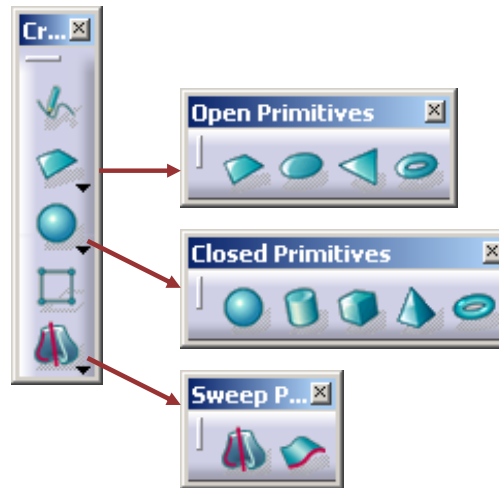 Cr...
Open Primitives
Closed Primitives
Sweep P...